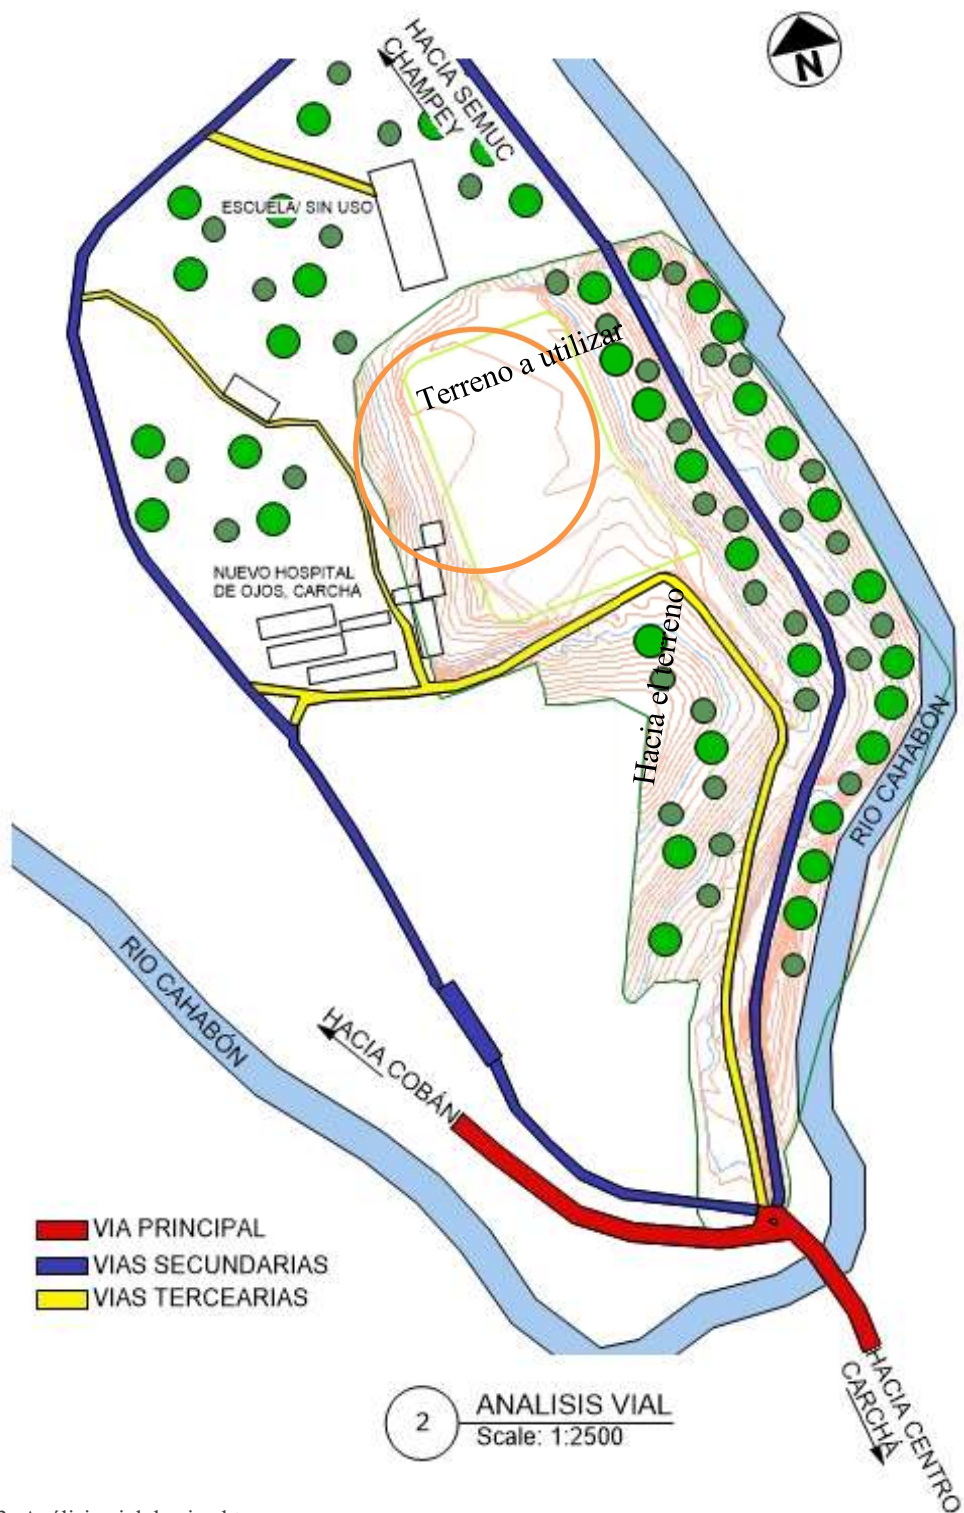 N
HACIA SEMUC
CHAMPEY
ESCUELA/ SIN USO
Terreno a utilizar
NUEVO HOSPITAL
DE OJOS, CARCHA
Hacia el terreno
RIO CAHABÓN
RIO CAHABÓN
HACIA COBÁN
VIA PRINCIPAL
VIAS SECUNDARIAS
VIAS TERCEARIAS
HACIA CENTRO
CARCHÁ
2
ANALISIS VIAL
Scale: 1:2500